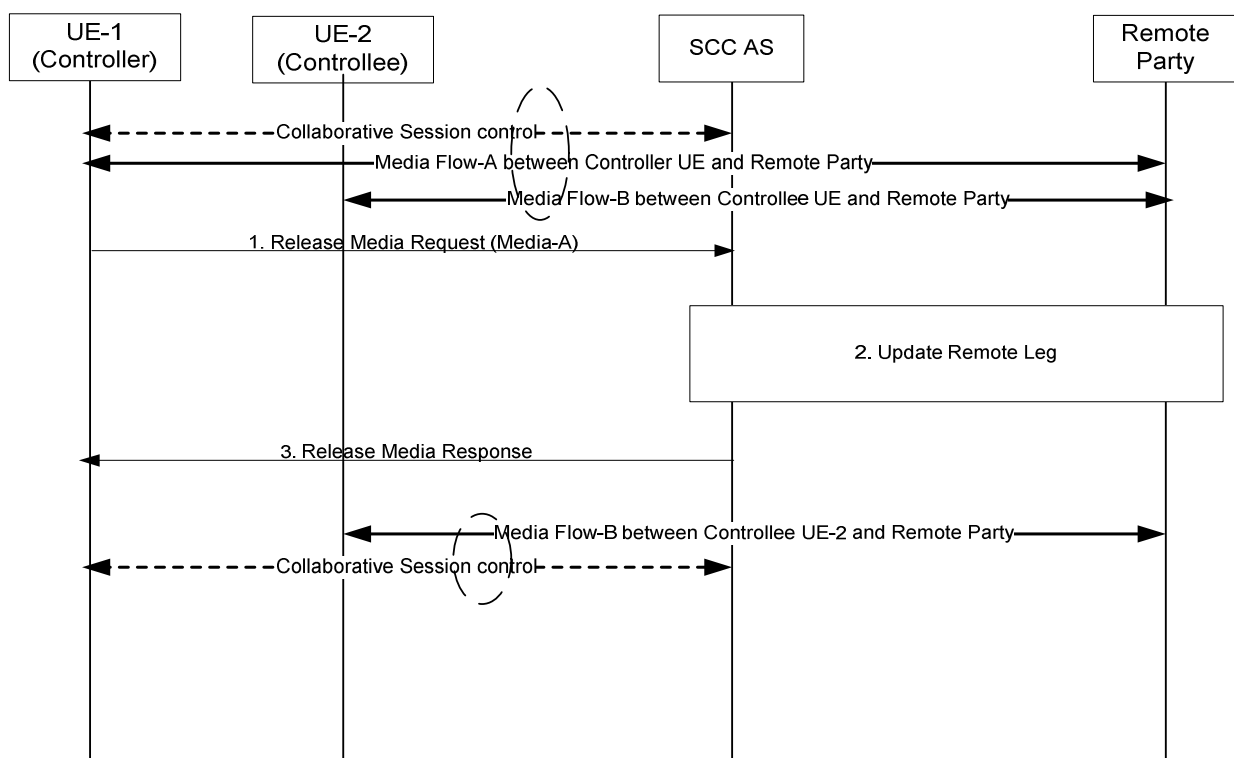 UE-1
(Controller)
UE-2
(Controllee)
SCC AS
Remote
Party
Collaborative Session control
Media Flow-A between Controller UE and Remote Party
Media Flow-B between Controllee UE and Remote Party
1. Release Media Request (Media-A)
2. Update Remote Leg
3. Release Media Response
Media Flow-B between Controllee UE-2 and Remote Party
Collaborative Session control